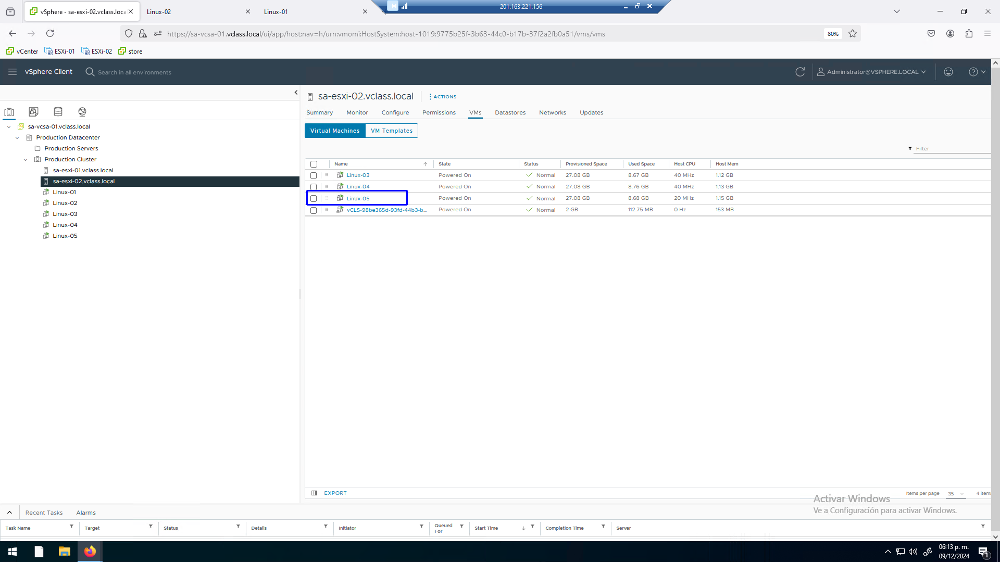 vSphere - sa-esxi-02.vclass.loca
Linux-02
Linux-01
201.163.221.156
https://sa-vcsa-01.vclass.local/ui/app/host;nav=h/urn:vmomi:HostSystem:host-1019:9775b25f-3b63-44c0-b17b-37f2a2fb0a51/vms/vms
80%
vCenter
ESXi-01
ESXi-02
store
vSphere Client
Search in all environments
Administrator@VSPHERE.LOCAL
sa-esxi-02.vclass.local
ACTIONS
Summary Monitor Configure Permissions VMs Datastores Networks Updates
sa-vcsa-01.vclass.local
Production Datacenter
Production Servers
Production Cluster
sa-esxi-01.vclass.local
sa-esxi-02.vclass.local
Linux-01
Linux-02
Linux-03
Linux-04
Linux-05
Virtual Machines VM Templates
Filter
Name State Status Provisioned Space Used Space Host CPU Host Mem
Linux-03 Powered On Normal 27.08 GB 8.67 GB 40 MHz 1.12 GB
Linux-04 Powered On Normal 27.08 GB 8.76 GB 40 MHz 1.13 GB
Linux-05 Powered On Normal 27.08 GB 8.68 GB 20 MHz 1.15 GB
vCLS-98be365d-93fd-44b3-b... Powered On Normal 2 GB 112.75 MB 0 Hz 153 MB
EXPORT
Items per page 35 4 items
Activar Windows
Ve a Configuración para activar Windows.
Recent Tasks Alarms
Task Name Target Status Details Initiator Queued For Start Time Completion Time Server
06:13 p. m.
09/12/2024
1